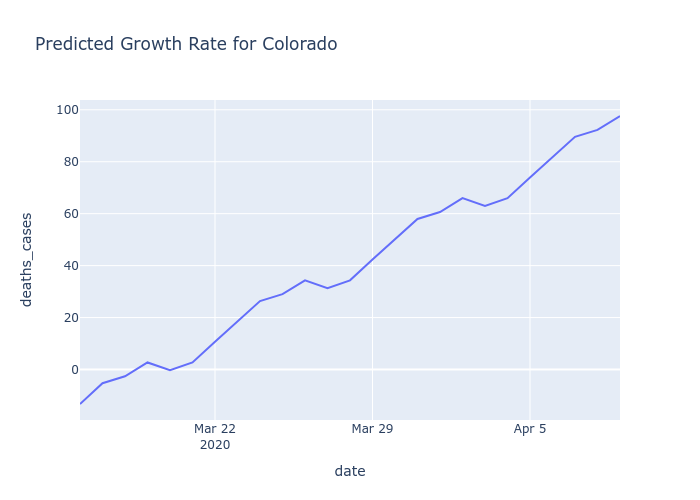 Predicted Growth Rate for Colorado
deaths_cases
100
80
60
40
20
0
Mar 22
2020
Mar 29
Apr 5
date